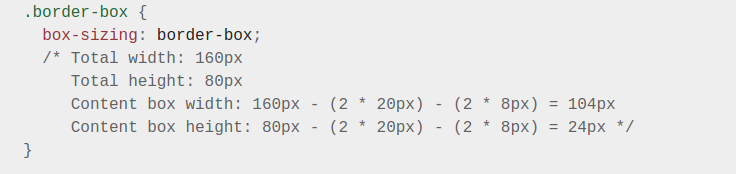 .border-box {
  box-sizing: border-box;
  /* Total width: 160px
     Total height: 80px
     Content box width: 160px - (2 * 20px) - (2 * 8px) = 104px
     Content box height: 80px - (2 * 20px) - (2 * 8px) = 24px */
}